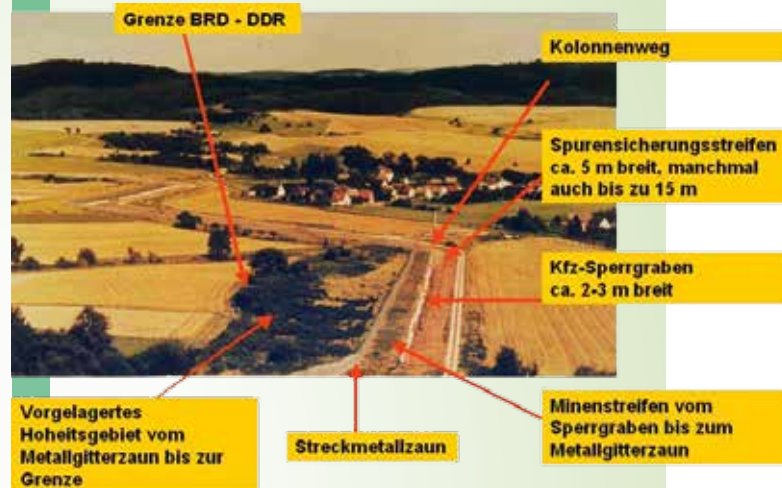 Grenze BRD - DDR
Kolonnenweg
Spurensicherungsstreifen
ca. 5 m breit, manchmal
auch bis zu 15 m
Kfz-Sperrgraben
ca. 2-3 m breit
Vorgelagertes
Hoheitsgebiet vom
Metallgitterzaun bis zur
Grenze
Streckmetallzaun
Minenstreifen vom
Sperrgraben bis zum
Metallgitterzaun